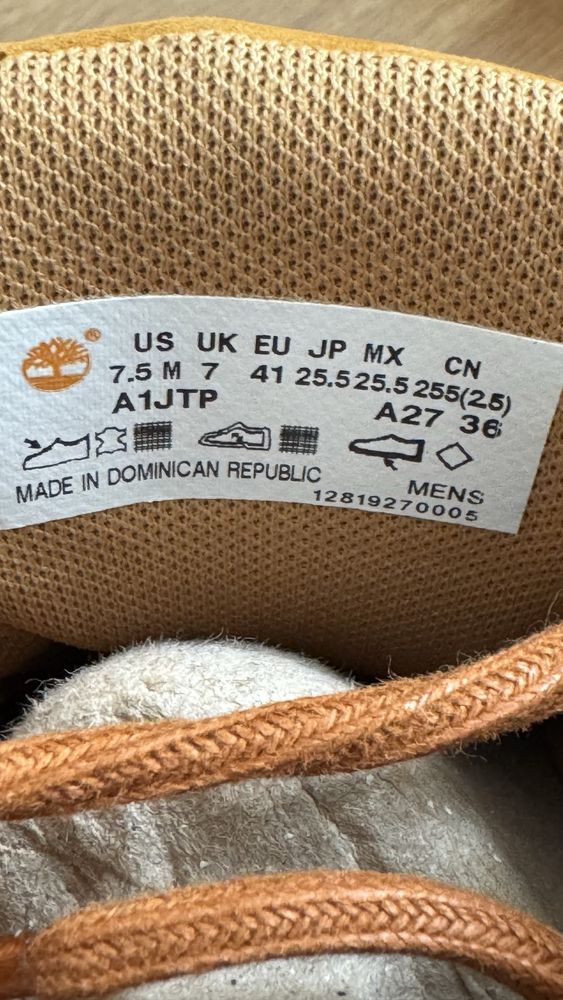 ®
US UK EU JP MX CN
7.5 M 7 41 25.5 25.5 255(2.5)
A1JTP A27 36
MADE IN DOMINICAN REPUBLIC MENS
12819270005